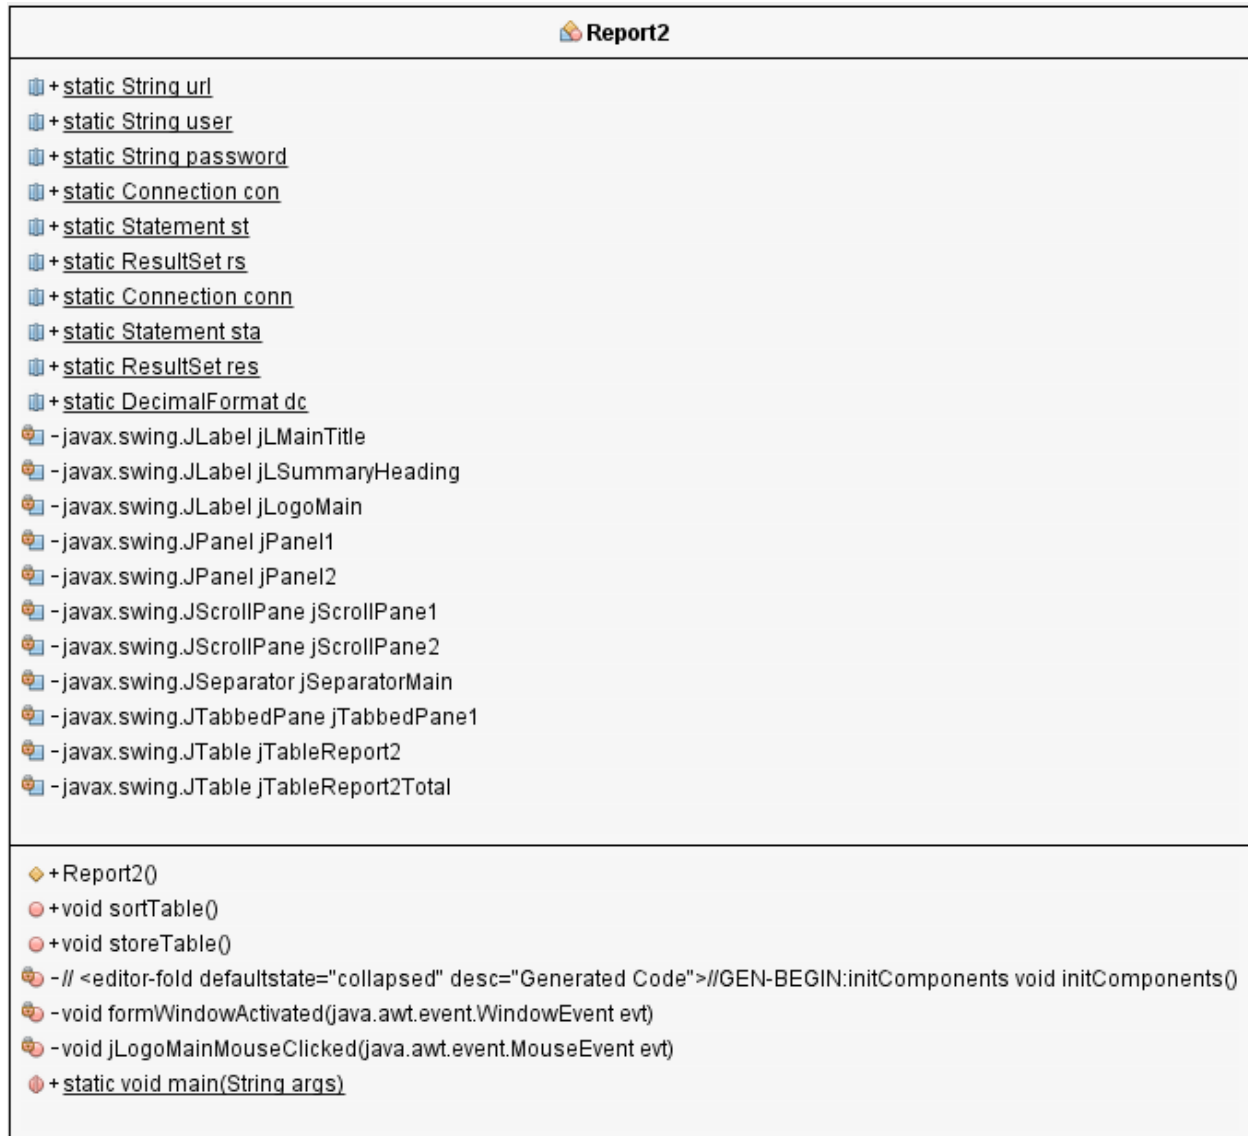 Report2
+ static String url
+ static String user
+ static String password
+ static Connection con
+ static Statement st
+ static ResultSet rs
+ static Connection conn
+ static Statement sta
+ static ResultSet res
+ static DecimalFormat dc
- javax.swing.JLabel jLMainTitle
- javax.swing.JLabel jLSummaryHeading
- javax.swing.JLabel jLogoMain
- javax.swing.JPanel jPanel1
- javax.swing.JPanel jPanel2
- javax.swing.JScrollPane jScrollPane1
- javax.swing.JScrollPane jScrollPane2
- javax.swing.JSeparator jSeparatorMain
- javax.swing.JTabbedPane jTabbedPane1
- javax.swing.JTable jTableReport2
- javax.swing.JTable jTableReport2Total
+ Report2()
+ void sortTable()
+ void storeTable()
- // <editor-fold defaultstate="collapsed" desc="Generated Code">//GEN-BEGIN:initComponents void initComponents()
- void formWindowActivated(java.awt.event.WindowEvent evt)
- void jLogoMainMouseClicked(java.awt.event.MouseEvent evt)
+ static void main(String args)